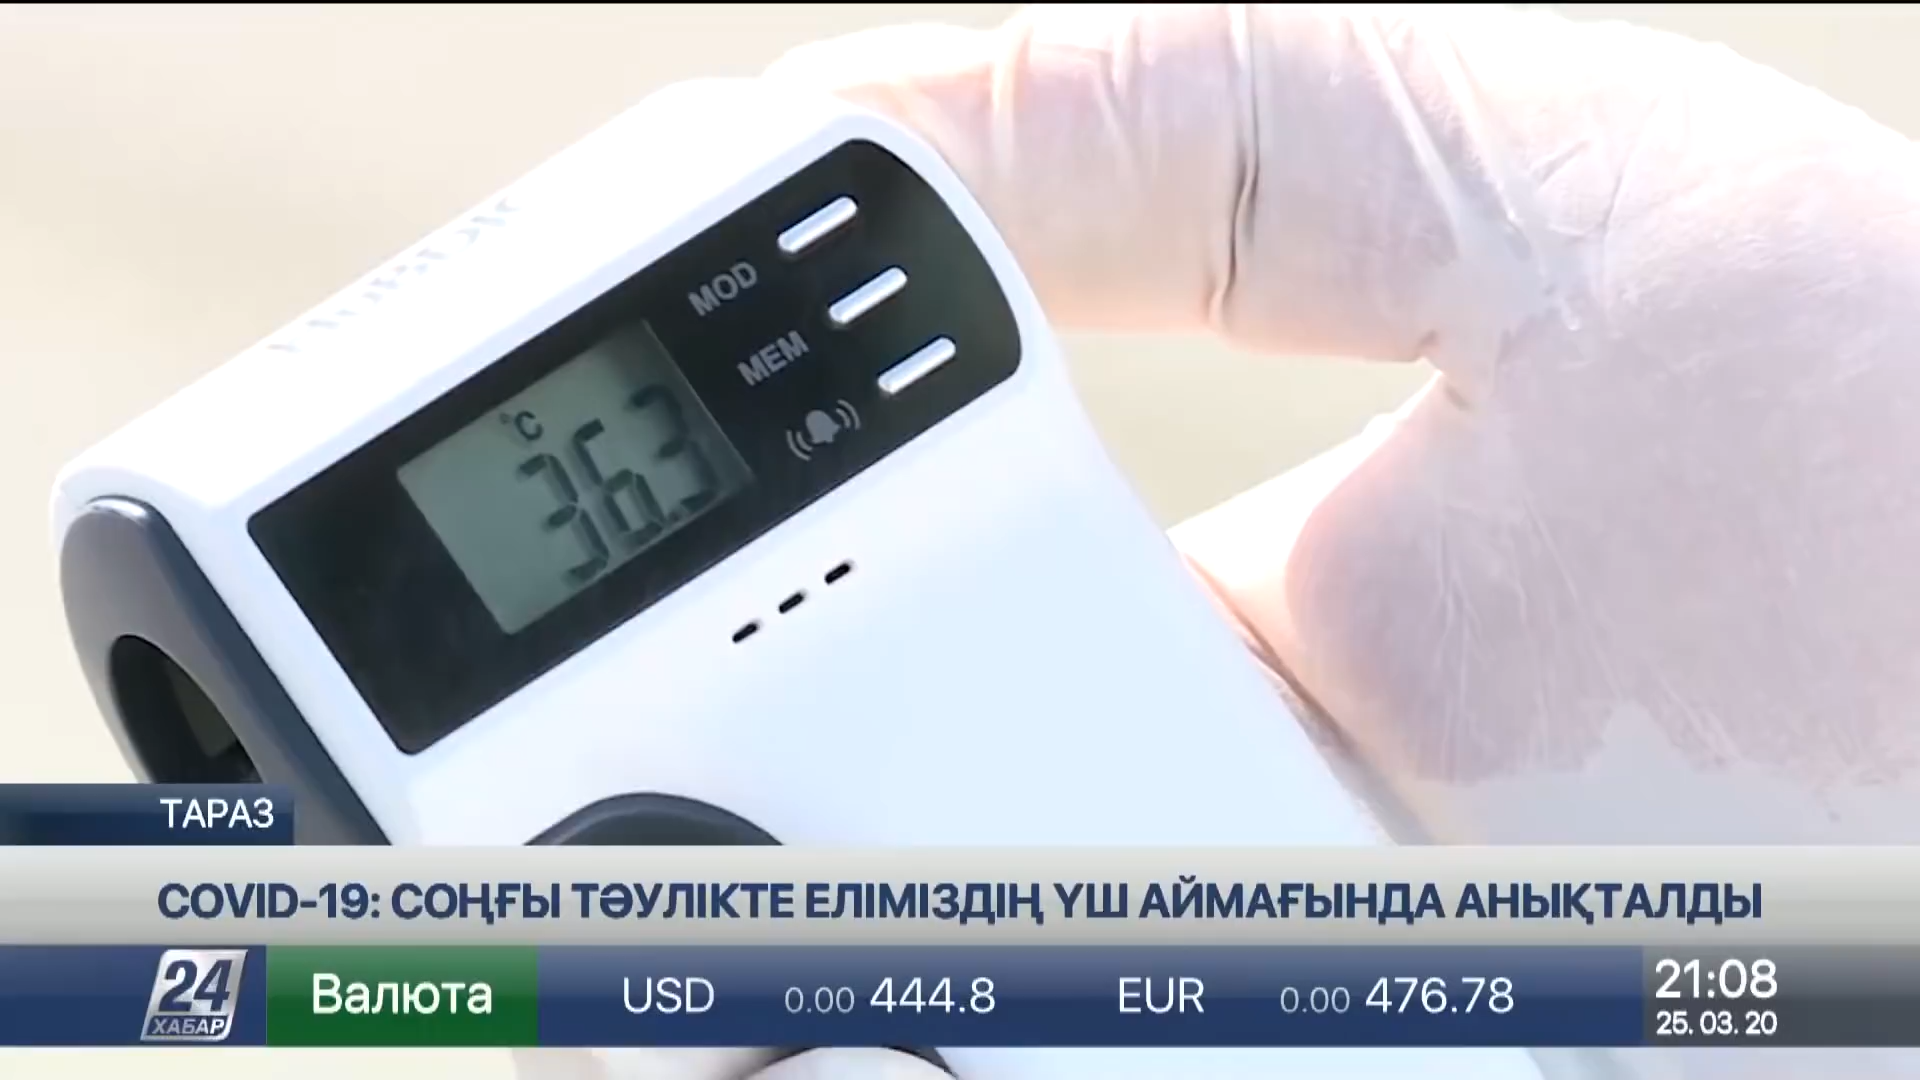 MOD
MEM
°C
36.3
ТАРАЗ
COVID-19: СОҢҒЫ ТӘУЛІКТЕ ЕЛІМІЗДІҢ ҮШ АЙМАҒЫНДА АНЫҚТАЛДЫ
24 ХАБАР
Валюта USD 0.00 444.8 EUR 0.00 476.78
21:08
25. 03. 20